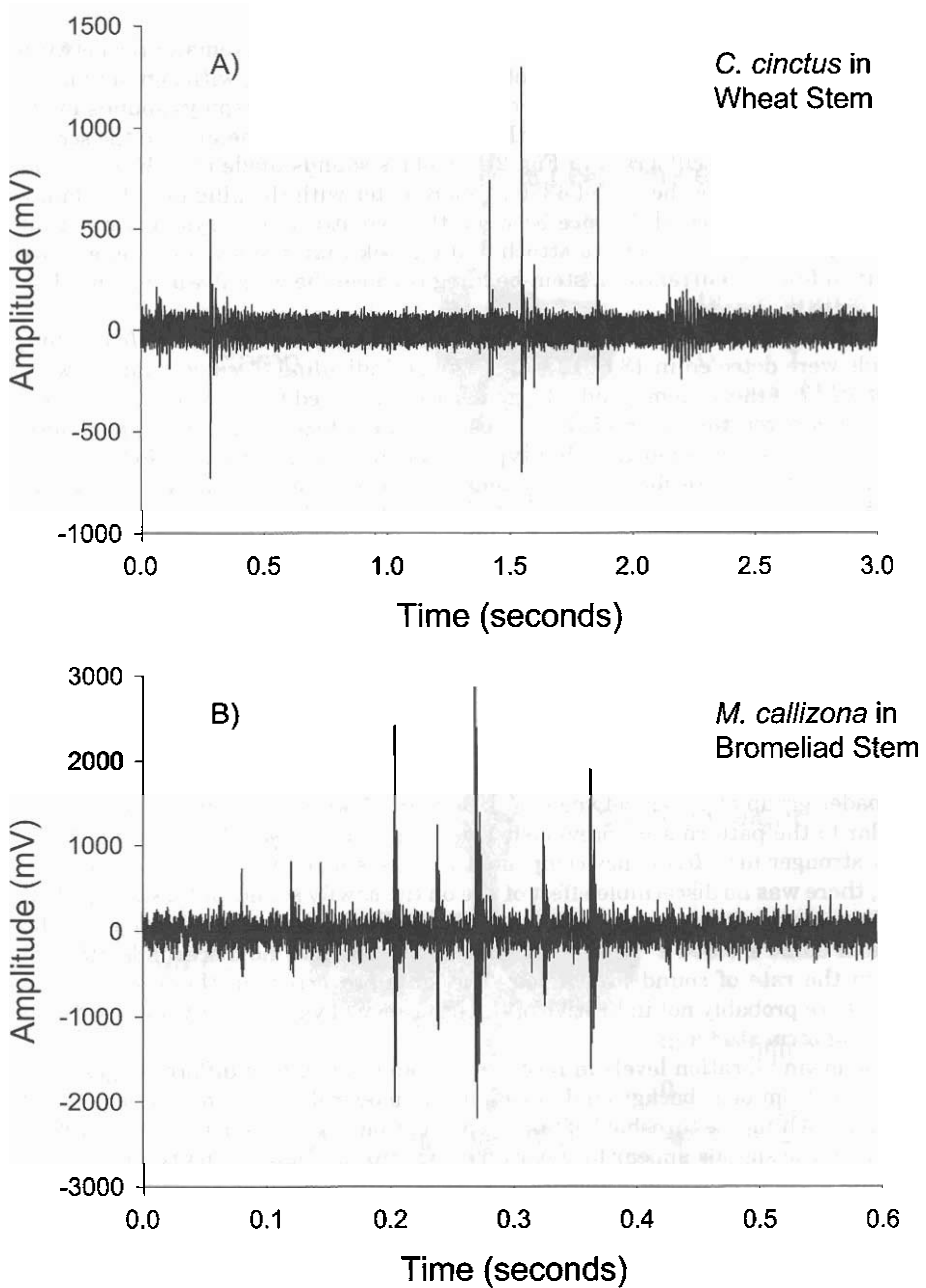 1500
A)
C. cinctus in
Wheat Stem
1000
500
0
-500
-1000
Amplitude (mV)
0.0 0.5 1.0 1.5 2.0 2.5 3.0
Time (seconds)
3000
B)
M. callizona in
Bromeliad Stem
2000
1000
0
-1000
-2000
-3000
Amplitude (mV)
0.0 0.1 0.2 0.3 0.4 0.5 0.6
Time (seconds)